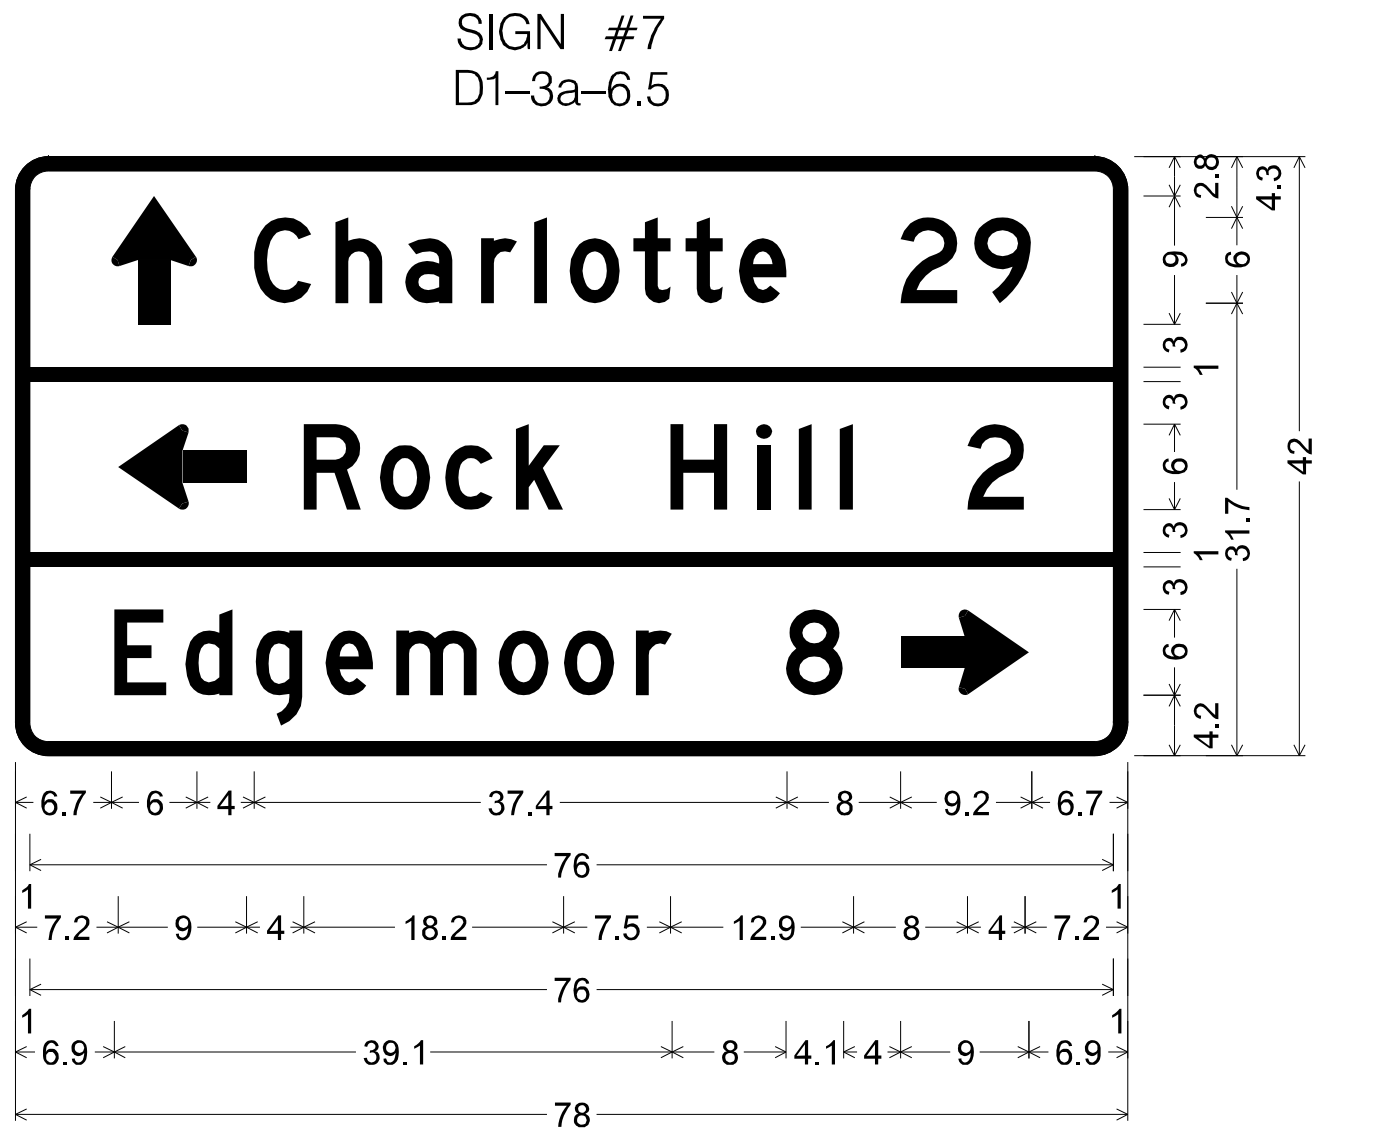 SIGN #7
D1–3a–6.5
Charlotte 29
Rock Hill 2
Edgemoor 8
2.8
4.3
9
6
3
1
3
42
6
31.7
3
1
3
6
4.2
6.7 6 4 37.4 8 9.2 6.7
76
1 1
7.2 9 4 18.2 7.5 12.9 8 4 7.2
76
1 1
6.9 39.1 8 4.1 4 9 6.9
78